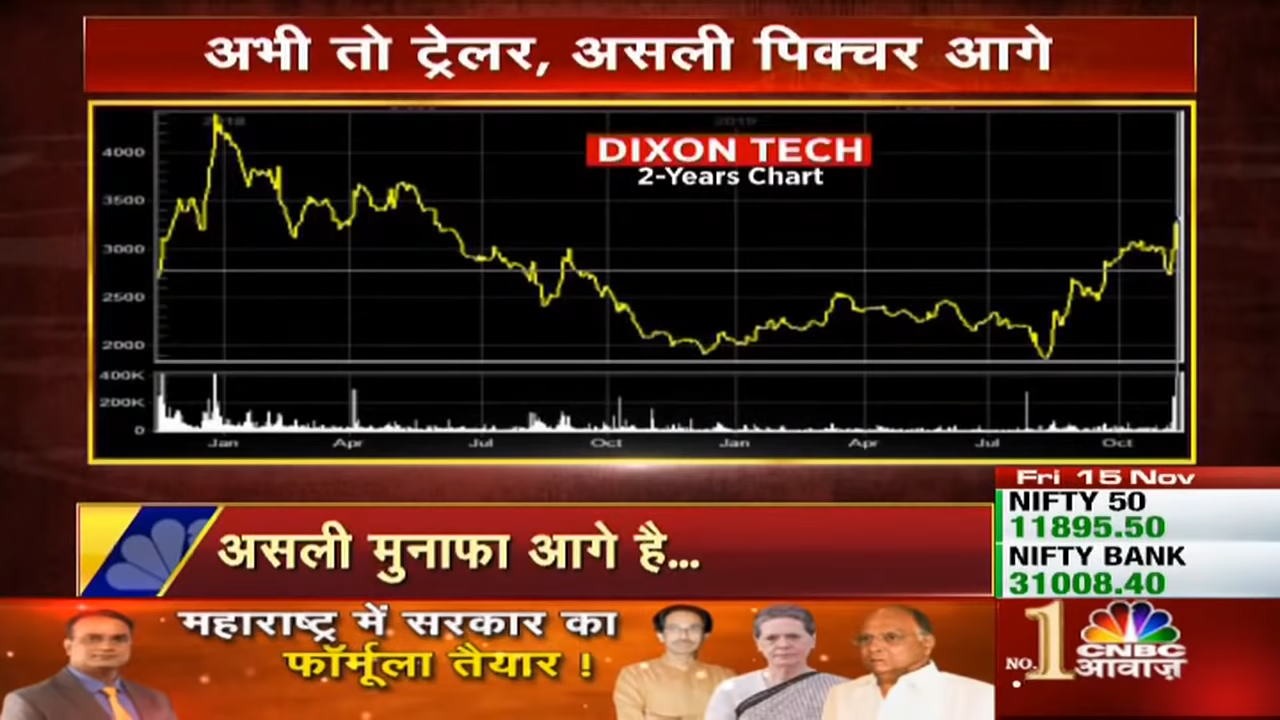 अभी तो ट्रेलर, असली पिक्चर आगे
2018
2019
DIXON TECH
2-Years Chart
4000
3500
3000
2500
2000
400K
200K
0
Jan Apr Jul Oct Jan Apr Jul Oct
Fri 15 Nov
NIFTY 50
11895.50
NIFTY BANK
31008.40
असली मुनाफा आगे है...
महाराष्ट्र में सरकार का
फॉर्मूला तैयार !
NO.1
CNBC
आवाज़